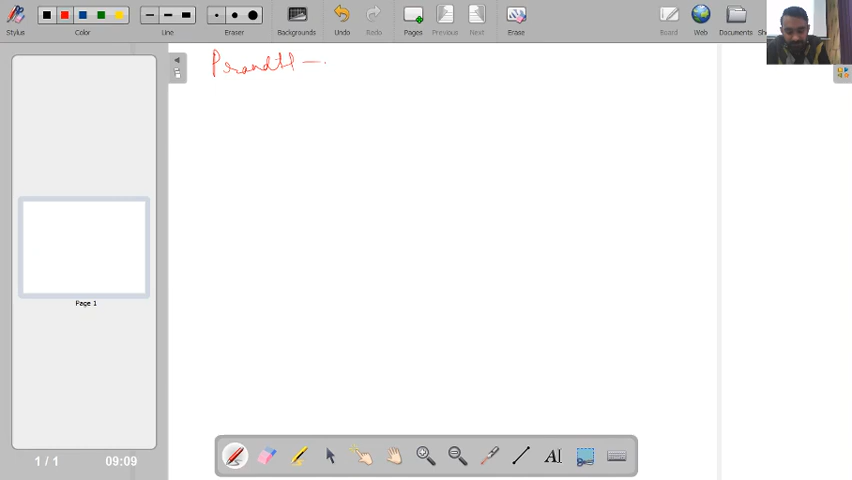 Stylus
Color
Line
Eraser
Backgrounds
Undo
Redo
Pages
Previous
Next
Erase
Board
Web
Documents
Prandtl —
Page 1
1 / 1
09:09
AI